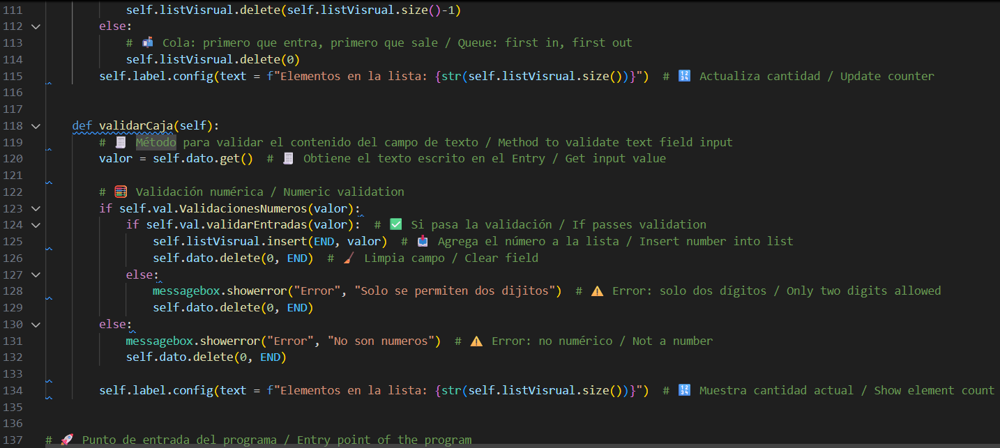 111 self.listVisrual.delete(self.listVisrual.size()-1)
112 else:
113 # 📬 Cola: primero que entra, primero que sale / Queue: first in, first out
114 self.listVisrual.delete(0)
115 self.label.config(text = f"Elementos en la lista: {str(self.listVisrual.size())}") # 🔢 Actualiza cantidad / Update counter
116
117
118 def validarCaja(self):
119 # 🧾 Método para validar el contenido del campo de texto / Method to validate text field input
120 valor = self.dato.get() # 🧾 Obtiene el texto escrito en el Entry / Get input value
121
122 # 🧮 Validación numérica / Numeric validation
123 if self.val.ValidacionesNumeros(valor):
124 if self.val.validarEntradas(valor): # ✅ Si pasa la validación / If passes validation
125 self.listVisrual.insert(END, valor) # 📥 Agrega el número a la lista / Insert number into list
126 self.dato.delete(0, END) # 🧹 Limpia campo / Clear field
127 else:
128 messagebox.showerror("Error", "Solo se permiten dos dijitos") # ⚠️ Error: solo dos dígitos / Only two digits allowed
129 self.dato.delete(0, END)
130 else:
131 messagebox.showerror("Error", "No son numeros") # ⚠️ Error: no numérico / Not a number
132 self.dato.delete(0, END)
133
134 self.label.config(text = f"Elementos en la lista: {str(self.listVisrual.size())}") # 🔢 Muestra cantidad actual / Show element count
135
136
137 # 🚀 Punto de entrada del programa / Entry point of the program